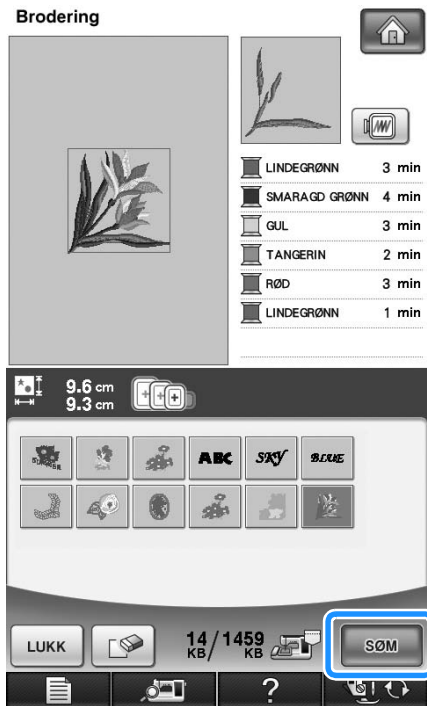 Brodering
LINDEGRØNN 3 min
SMARAGD GRØNN 4 min
GUL 3 min
TANGERIN 2 min
RØD 3 min
LINDEGRØNN 1 min
9.6 cm
9.3 cm
SUMMER ABC SKY BLUE
LUKK 14/1459 SØM
KB KB
?